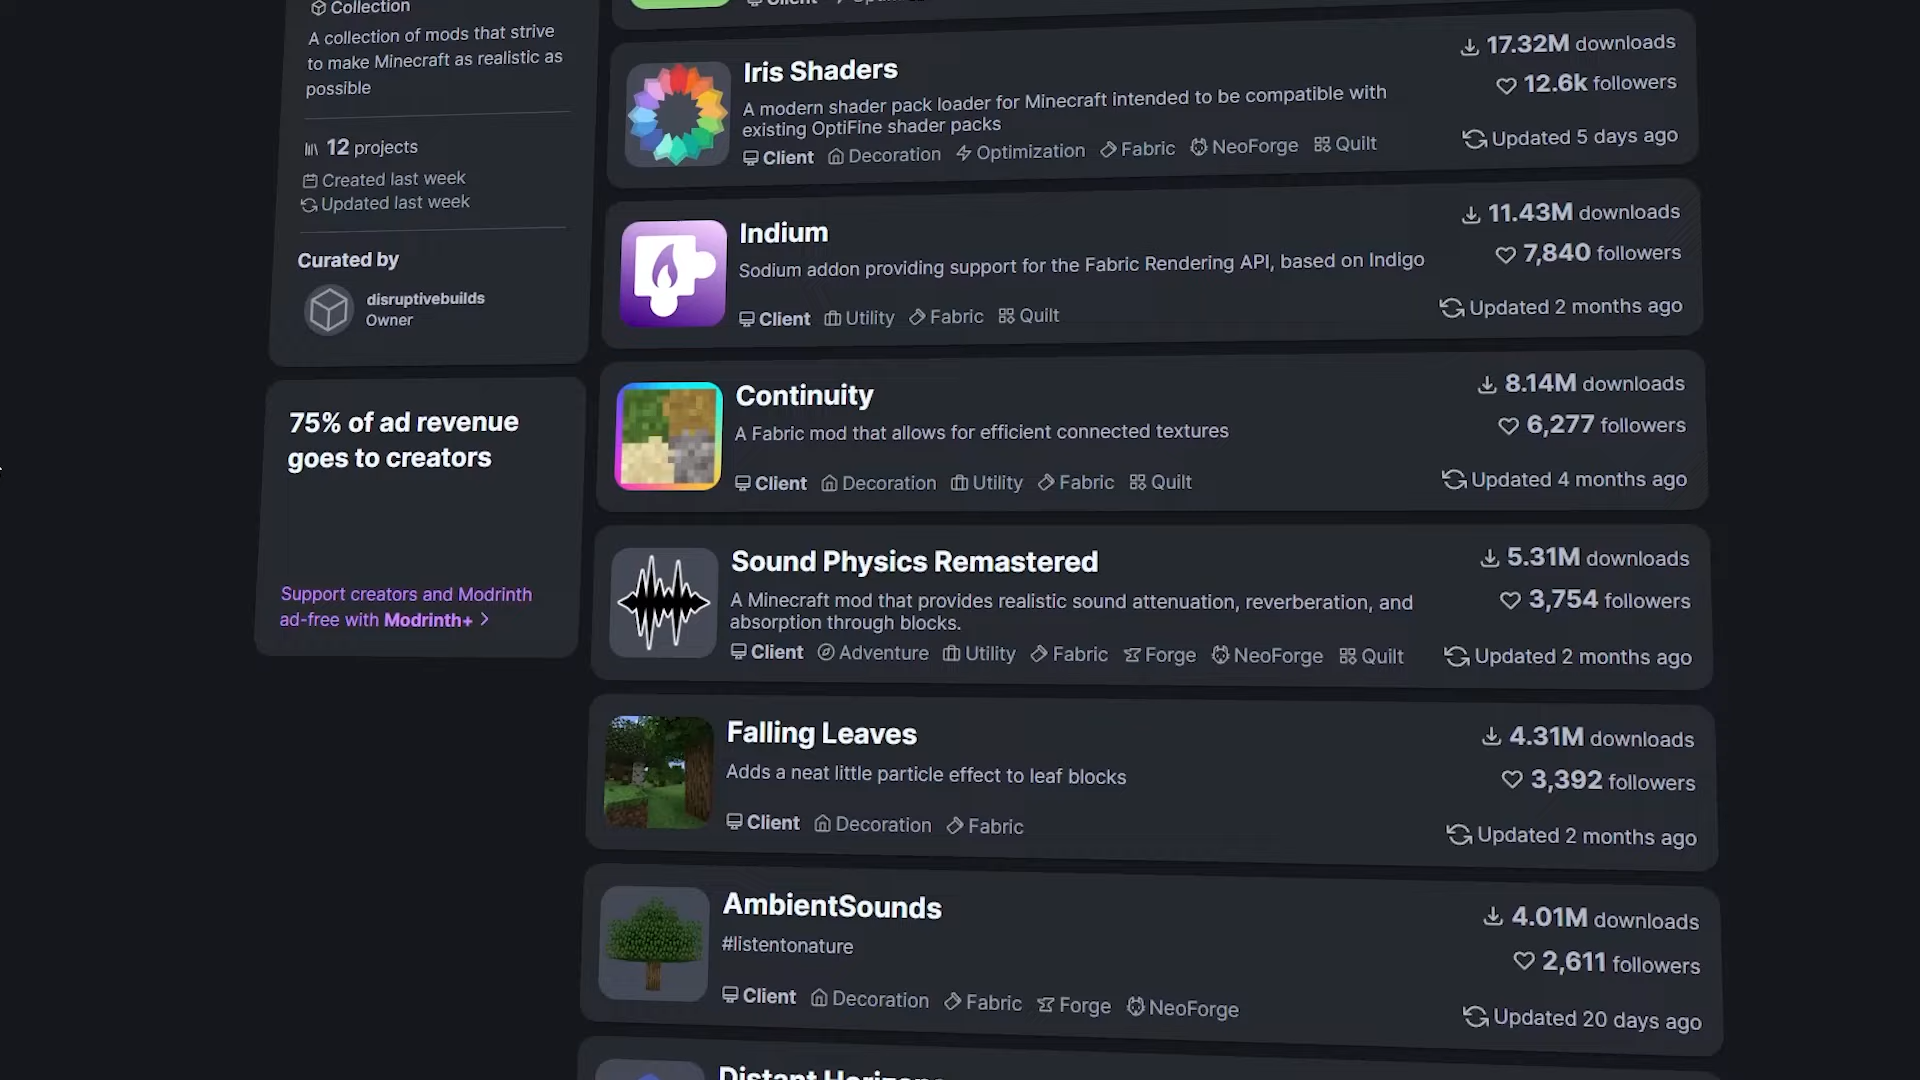 Collection
A collection of mods that strive
to make Minecraft as realistic as
possible
12 projects
Created last week
Updated last week
Curated by
disruptivebuilds
Owner
75% of ad revenue
goes to creators
Support creators and Modrinth
ad-free with Modrinth+
Client
Iris Shaders
A modern shader pack loader for Minecraft intended to be compatible with
existing OptiFine shader packs
Client Decoration Optimization Fabric NeoForge Quilt
17.32M downloads
12.6k followers
Updated 5 days ago
Indium
Sodium addon providing support for the Fabric Rendering API, based on Indigo
Client Utility Fabric Quilt
11.43M downloads
7,840 followers
Updated 2 months ago
Continuity
A Fabric mod that allows for efficient connected textures
Client Decoration Utility Fabric Quilt
8.14M downloads
6,277 followers
Updated 4 months ago
Sound Physics Remastered
A Minecraft mod that provides realistic sound attenuation, reverberation, and
absorption through blocks.
Client Adventure Utility Fabric Forge NeoForge Quilt
5.31M downloads
3,754 followers
Updated 2 months ago
Falling Leaves
Adds a neat little particle effect to leaf blocks
Client Decoration Fabric
4.31M downloads
3,392 followers
Updated 2 months ago
AmbientSounds
#listentonature
Client Decoration Fabric Forge NeoForge
4.01M downloads
2,611 followers
Updated 20 days ago
Distant Horizons